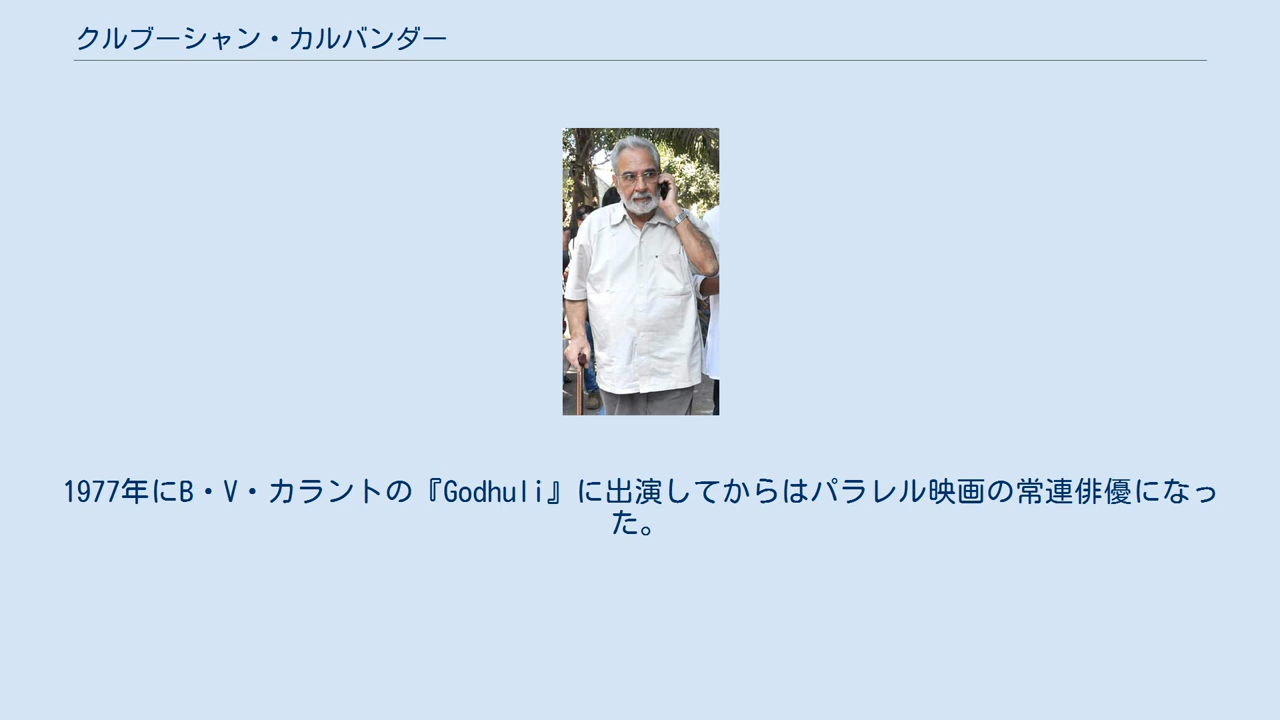 クルブーシャン・カルバンダー
1977年にB・V・カラントの『Godhuli』に出演してからはパラレル映画の常連俳優になっ
た。